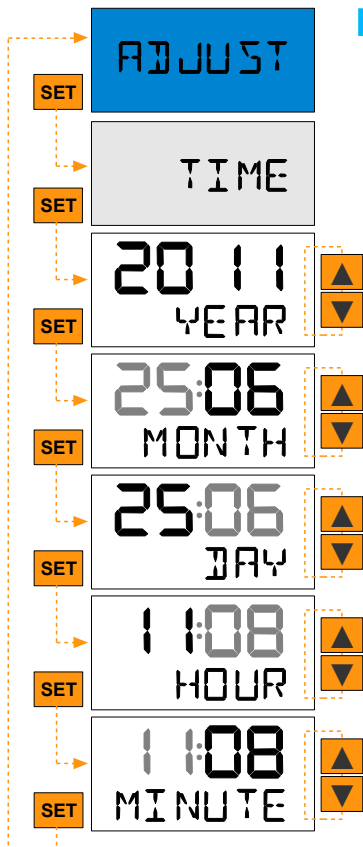 ADJUST
SET
TIME
SET
2011
YEAR
SET
25:06
MONTH
SET
25:06
DAY
SET
11:08
HOUR
SET
11:08
MINUTE
SET